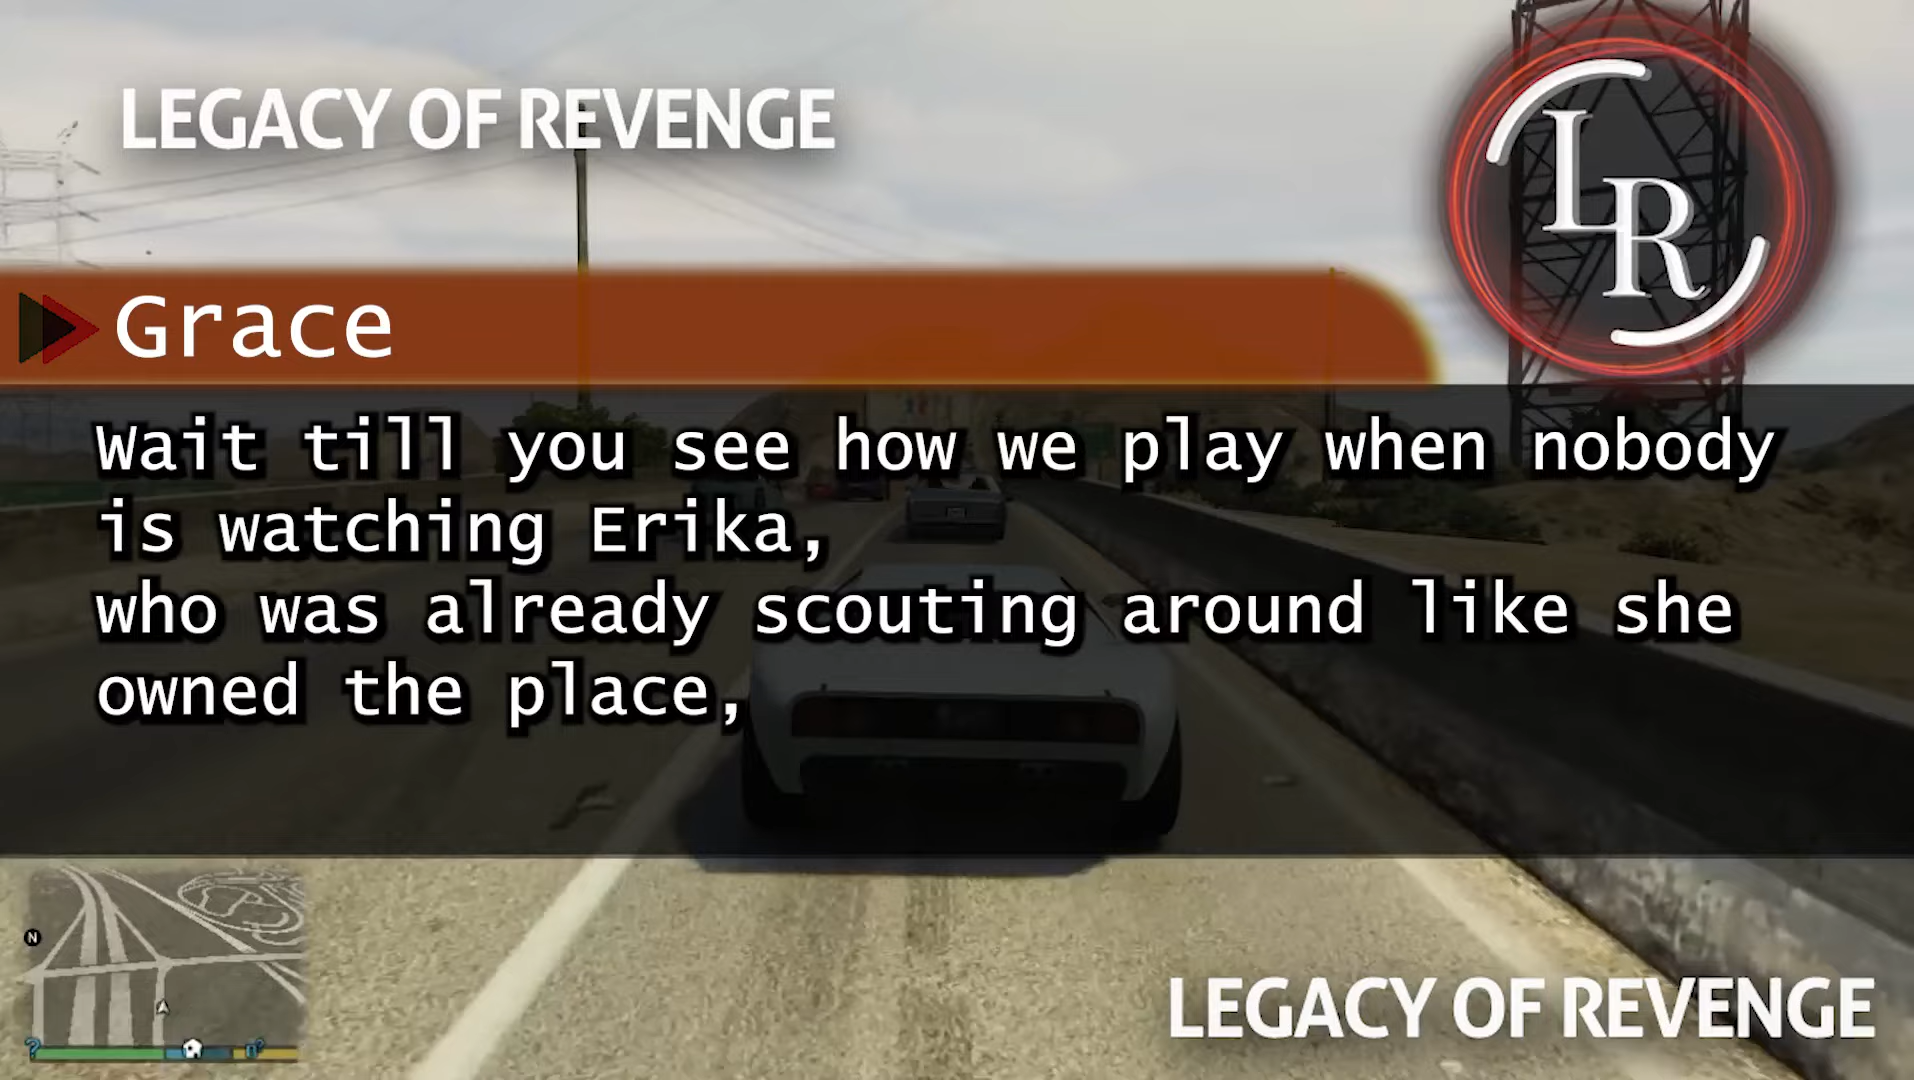 LEGACY OF REVENGE
LR
Grace
Wait till you see how we play when nobody
is watching Erika,
who was already scouting around like she
owned the place,
N
LEGACY OF REVENGE